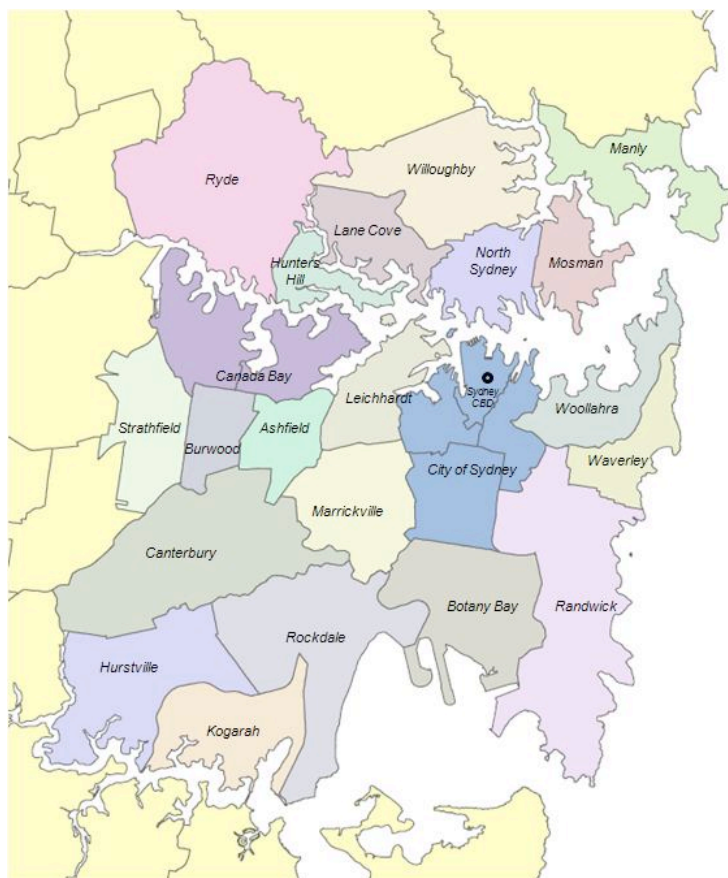 Manly
Willoughby
Ryde
Lane Cove
North
Sydney
Mosman
Hunters
Hill
Canada Bay
Sydney
CBD
Leichhardt
Woollahra
Strathfield
Burwood
Ashfield
Waverley
City of Sydney
Marrickville
Canterbury
Botany Bay
Randwick
Rockdale
Hurstville
Kogarah